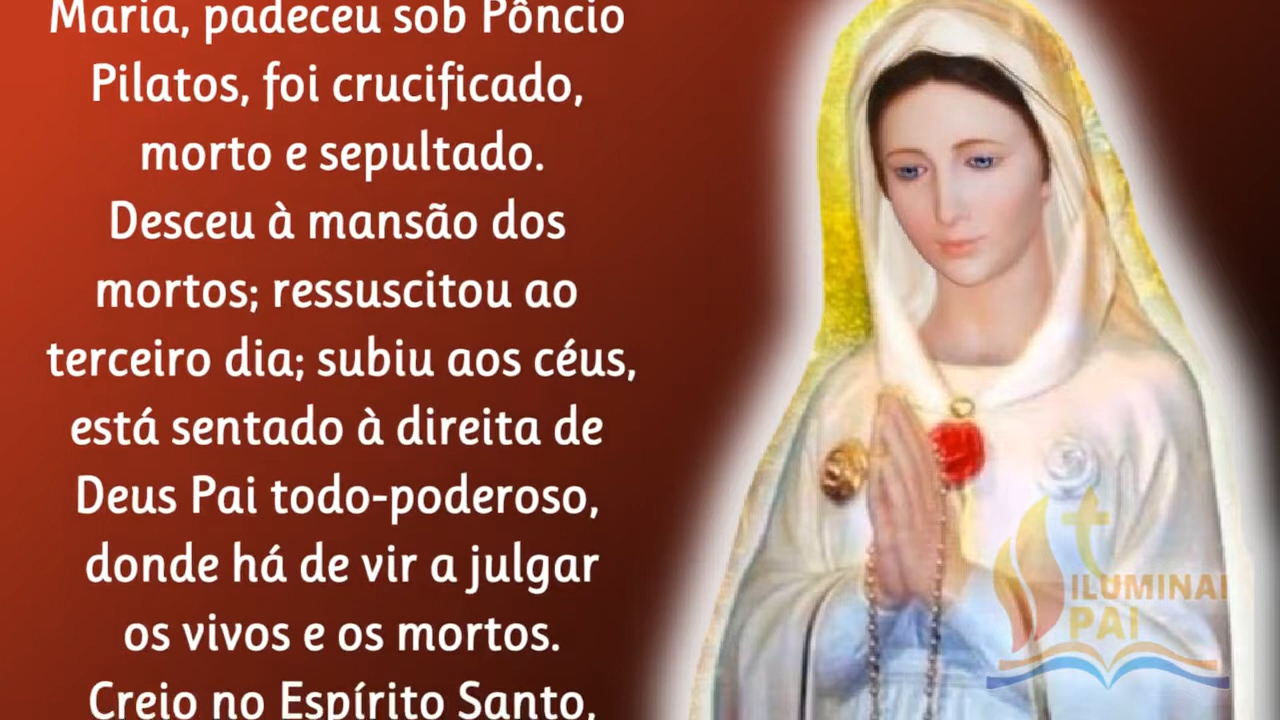 Maria, padeceu sob Pôncio
Pilatos, foi crucificado,
morto e sepultado.
Desceu à mansão dos
mortos; ressuscitou ao
terceiro dia; subiu aos céus,
está sentado à direita de
Deus Pai todo-poderoso,
donde há de vir a julgar
os vivos e os mortos.
Creio no Espírito Santo,
ILUMINAI
PAI